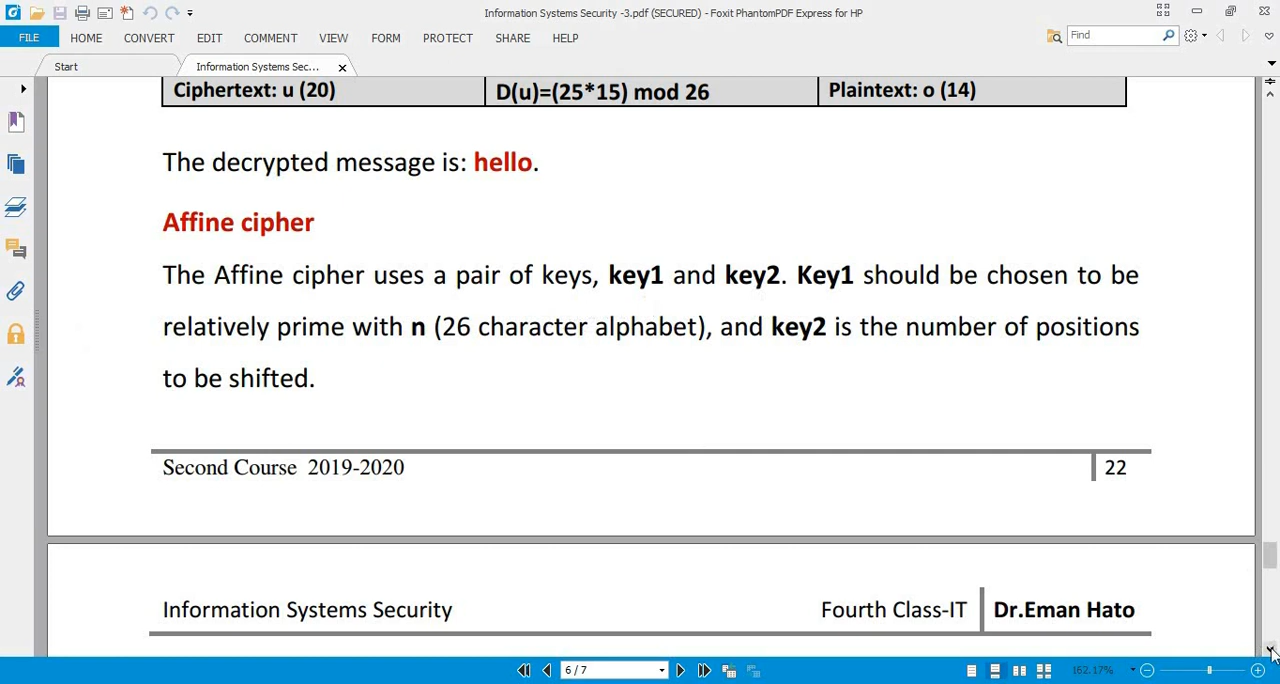 Information Systems Security -3.pdf (SECURED) - Foxit PhantomPDF Express for HP
FILE HOME CONVERT EDIT COMMENT VIEW FORM PROTECT SHARE HELP Find
Start Information Systems Sec...
Ciphertext: u (20) D(u)=(25*15) mod 26 Plaintext: o (14)
The decrypted message is: hello.
Affine cipher
The Affine cipher uses a pair of keys, key1 and key2. Key1 should be chosen to be
relatively prime with n (26 character alphabet), and key2 is the number of positions
to be shifted.
Second Course 2019-2020 22
Information Systems Security Fourth Class-IT Dr.Eman Hato
6 / 7 162.17%